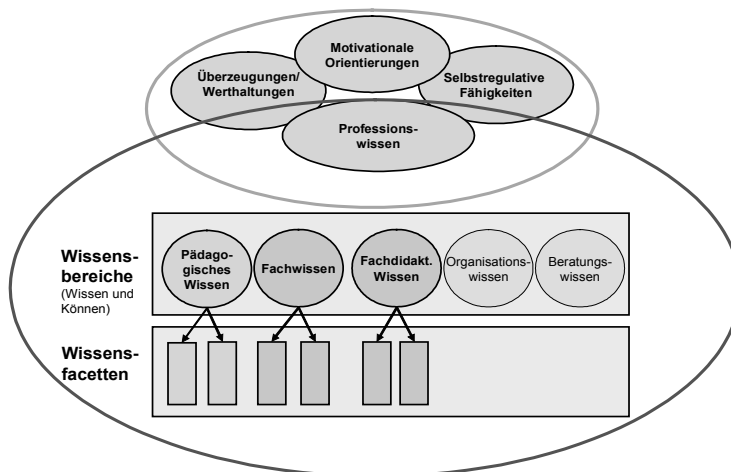 Motivationale
Orientierungen
Überzeugungen/
Werthaltungen
Selbstregulative
Fähigkeiten
Professions-
wissen
Wissens-
bereiche
(Wissen und
Können)
Pädago-
gisches
Wissen
Fachwissen
Fachdidakt.
Wissen
Organisations-
wissen
Beratungs-
wissen
Wissens-
facetten